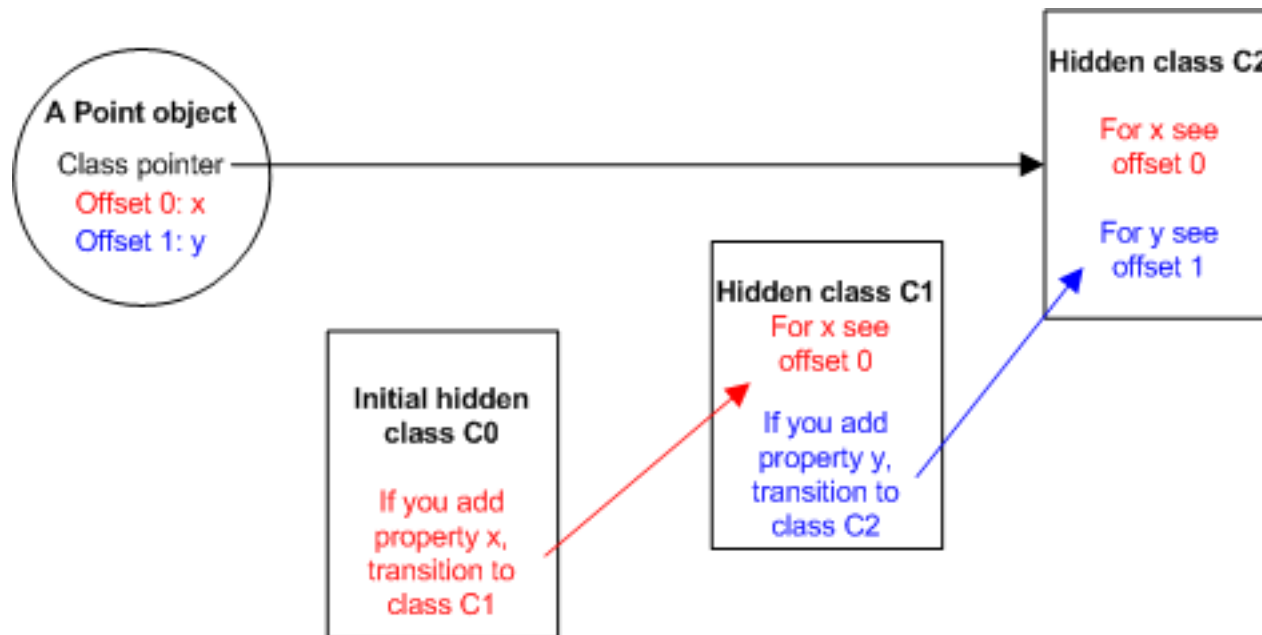 A Point object
Class pointer
Offset 0: x
Offset 1: y
Initial hidden
class C0
If you add
property x,
transition to
class C1
Hidden class C1
For x see
offset 0
If you add
property y,
transition to
class C2
Hidden class C2
For x see
offset 0
For y see
offset 1